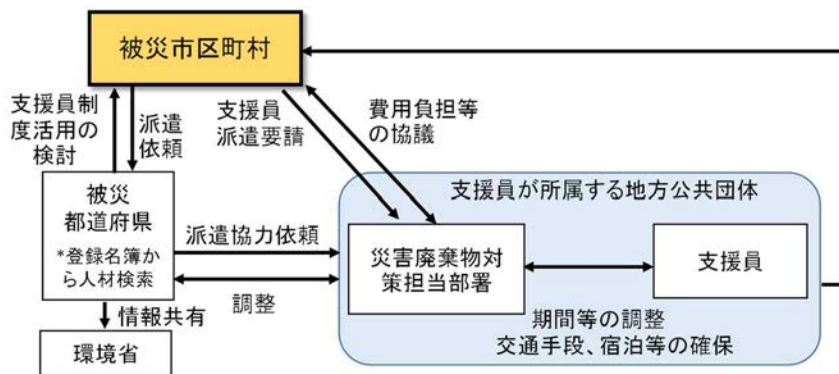 被災市区町村
支援員制
度活用の
検討
派遣
依頼
支援員
派遣要請
費用負担等
の協議
被災
都道府県
*登録名簿か
ら人材検索
派遣協力依頼
調整
情報共有
環境省
支援員が所属する地方公共団体
災害廃棄物対
策担当部署
支援員
期間等の調整
交通手段、宿泊等の確保